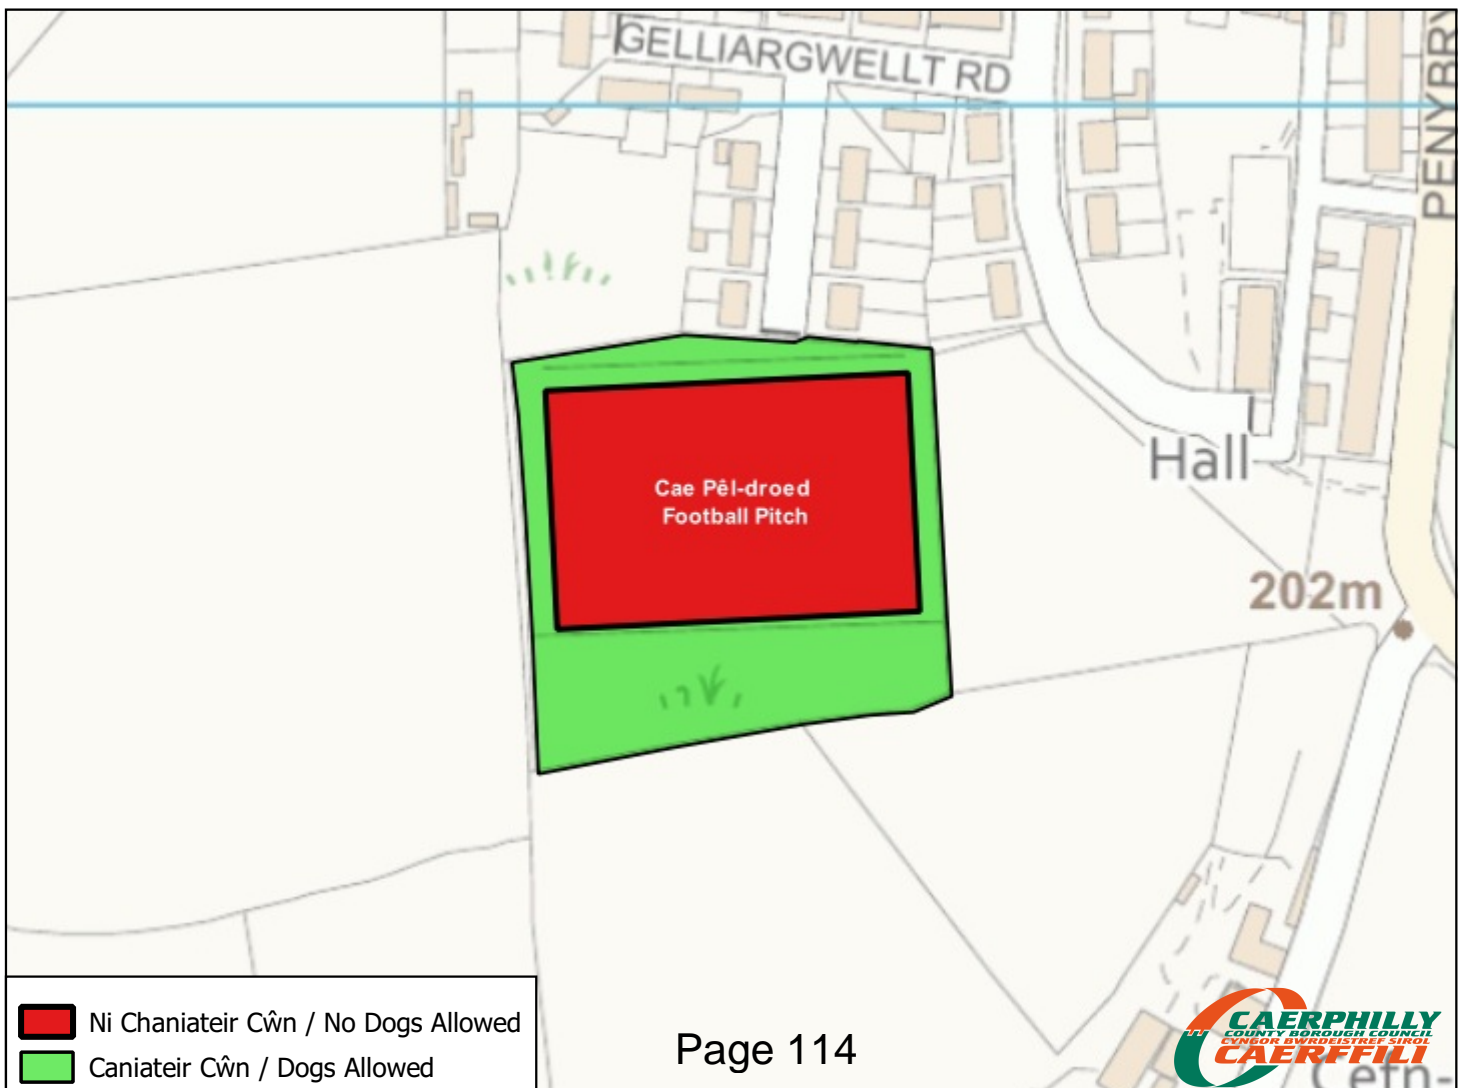 GELLIARGWELLT RD
PENYBRY
Cae Pêl-droed
Football Pitch
Hall
202m
Ni Chaniateir Cŵn / No Dogs Allowed
Caniateir Cŵn / Dogs Allowed
Page 114
CAERPHILLY
COUNTY BOROUGH COUNCIL
CYNGOR BWRDEISTREF SIROL
CAERFFILI
Cefn-